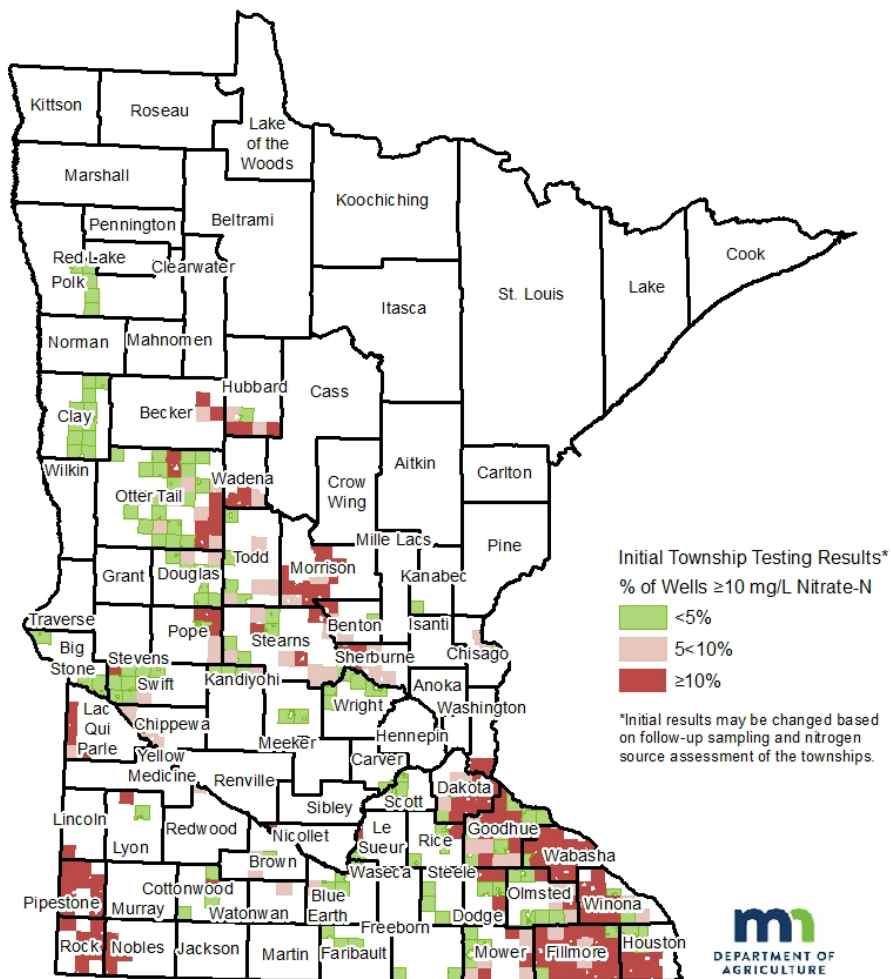 Kittson
Roseau
Lake
of the
Woods
Marshall
Koochiching
Pennington
Beltrami
Red Lake
Clearwater
Polk
Cook
St. Louis
Lake
Itasca
Norman
Mahnomen
Hubbard
Cass
Becker
Clay
Aitkin
Carlton
Wilkin
Wadena
Otter Tail
Crow
Wing
Mille Lacs
Pine
Todd
Morrison
Grant
Douglas
Kanabec
Traverse
Pope
Stearns
Benton
Isanti
Big
Stone
Stevens
Sherburne
Chisago
Swift
Kandiyohi
Anoka
Wright
Washington
Lac
Qui
Parle
Chippewa
Hennepin
Meeker
Yellow
Medicine
Carver
Renville
Dakota
Scott
Sibley
Lincoln
Redwood
Nicollet
Le
Sueur
Rice
Goodhue
Lyon
Brown
Wabasha
Waseca
Steele
Pipestone
Murray
Cottonwood
Watonwan
Blue
Earth
Olmsted
Winona
Dodge
Freeborn
Rock
Nobles
Jackson
Martin
Faribault
Mower
Fillmore
Houston
Initial Township Testing Results*
% of Wells ≥10 mg/L Nitrate-N
<5%
5<10%
≥10%
*Initial results may be changed based
on follow-up sampling and nitrogen
source assessment of the townships.
DEPARTMENT OF
AGRICULTURE